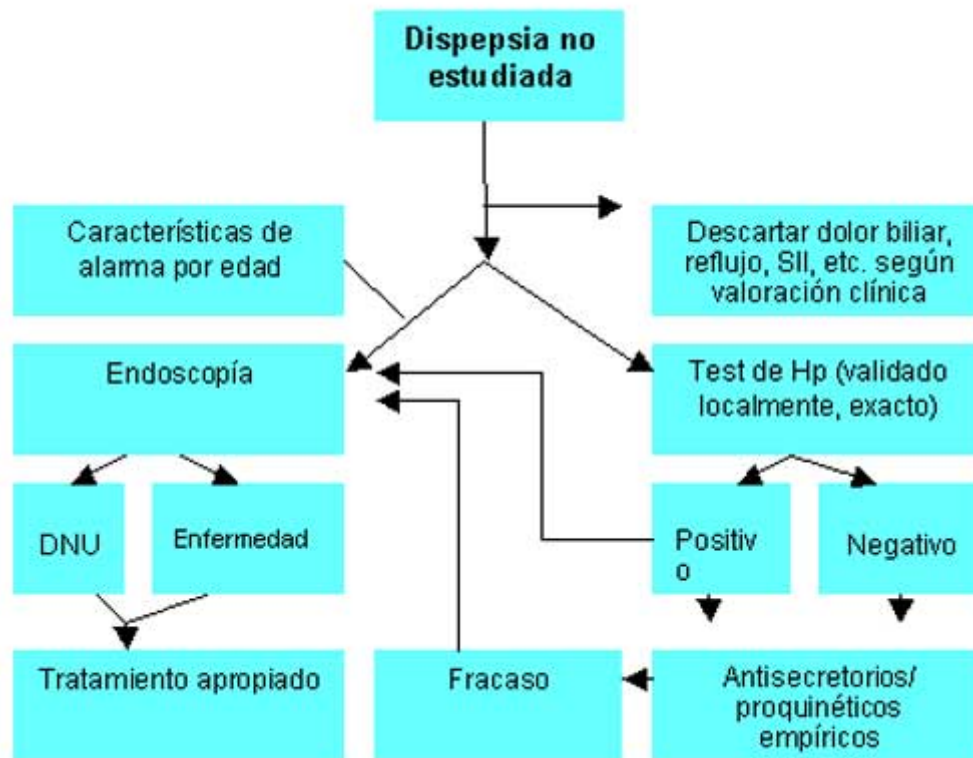 Dispepsia no
estudiada
Características de
alarma por edad
Descartar dolor biliar,
reflujo, SII, etc. según
valoración clínica
Endoscopía
Test de Hp (validado
localmente, exacto)
DNU
Enfermedad
Positiv
o
Negativo
Tratamiento apropiado
Fracaso
Antisecretorios/
proquinéticos
empíricos